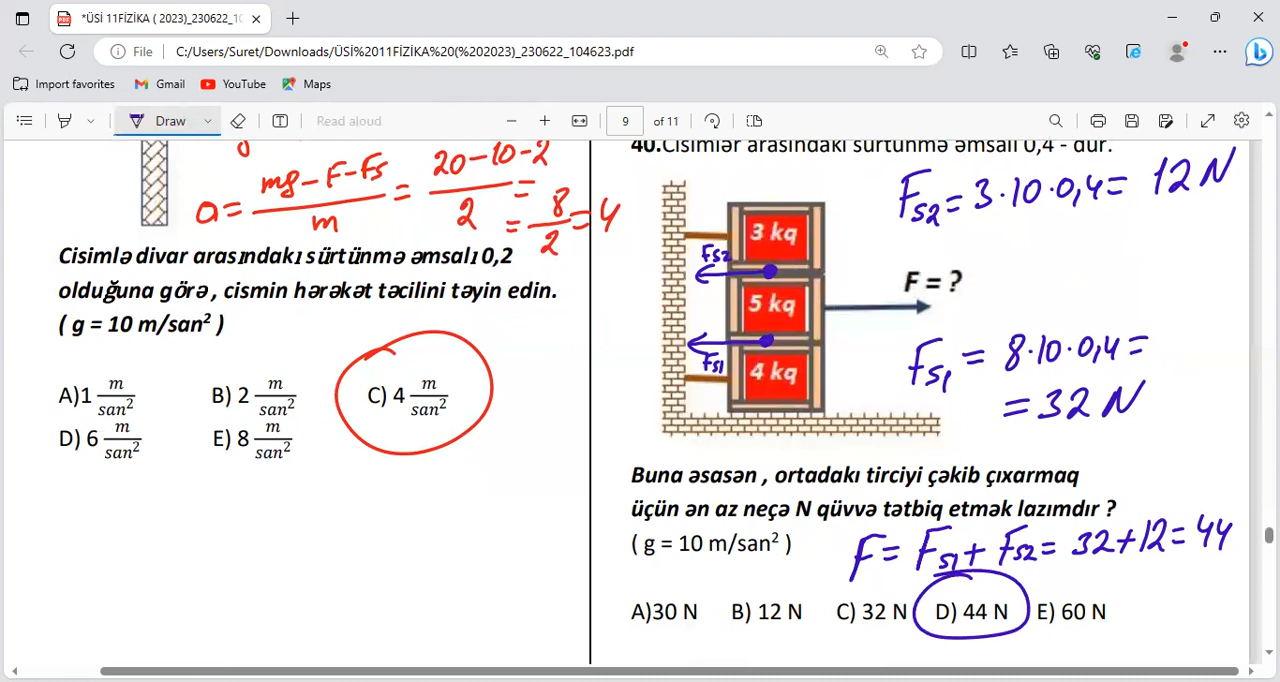 *ÜSİ 11FİZİKA ( 2023)_230622_10
File C:/Users/Suret/Downloads/ÜSİ%2011FİZİKA%20(%202023)_230622_104623.pdf
Import favorites Gmail YouTube Maps
Draw Read aloud 9 of 11
a = mg-F-Fs / m = 20-10-2 / 2 =
= 8/2 = 4
Cisimlə divar arasındakı sürtünmə əmsalı 0,2
olduğuna görə , cismin hərəkət təcilini təyin edin.
( g = 10 m/san² )
A)1 m/san² B) 2 m/san² C) 4 m/san²
D) 6 m/san² E) 8 m/san²
40.Cisimlər arasındakı sürtünmə əmsalı 0,4 - dür.
Fs2 = 3·10·0,4 = 12 N
3 kq
Fs2
5 kq
F = ?
Fs1
4 kq
Fs1 = 8·10·0,4 =
= 32 N
Buna əsasən , ortadakı tirciyi çəkib çıxarmaq
üçün ən az neçə N qüvvə tətbiq etmək lazımdır ?
( g = 10 m/san² )
F = Fs1 + Fs2 = 32+12 = 44
A)30 N B) 12 N C) 32 N D) 44 N E) 60 N